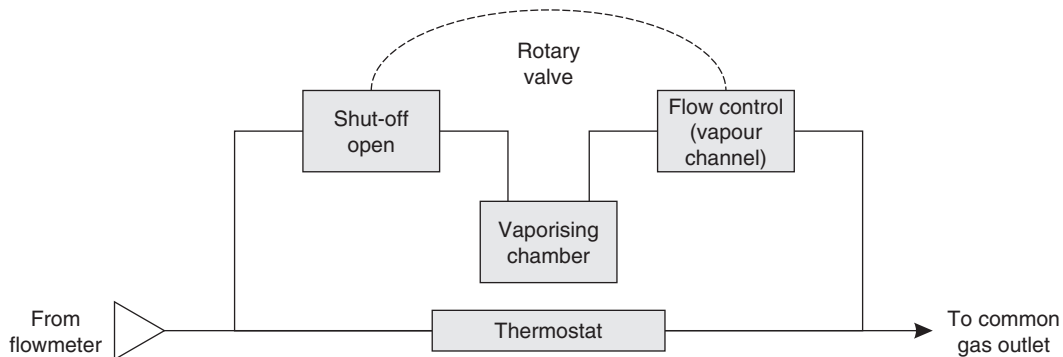 Rotary
valve
Shut-off
open
Flow control
(vapour
channel)
Vaporising
chamber
From
flowmeter
Thermostat
To common
gas outlet